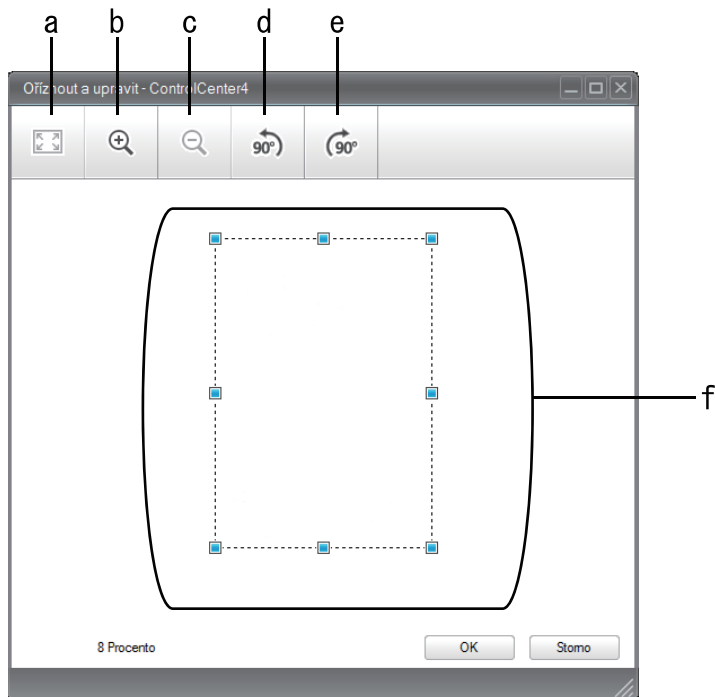 a b c d e
Oříznout a upravit - ControlCenter4
90° 90°
f
8 Procento OK Storno